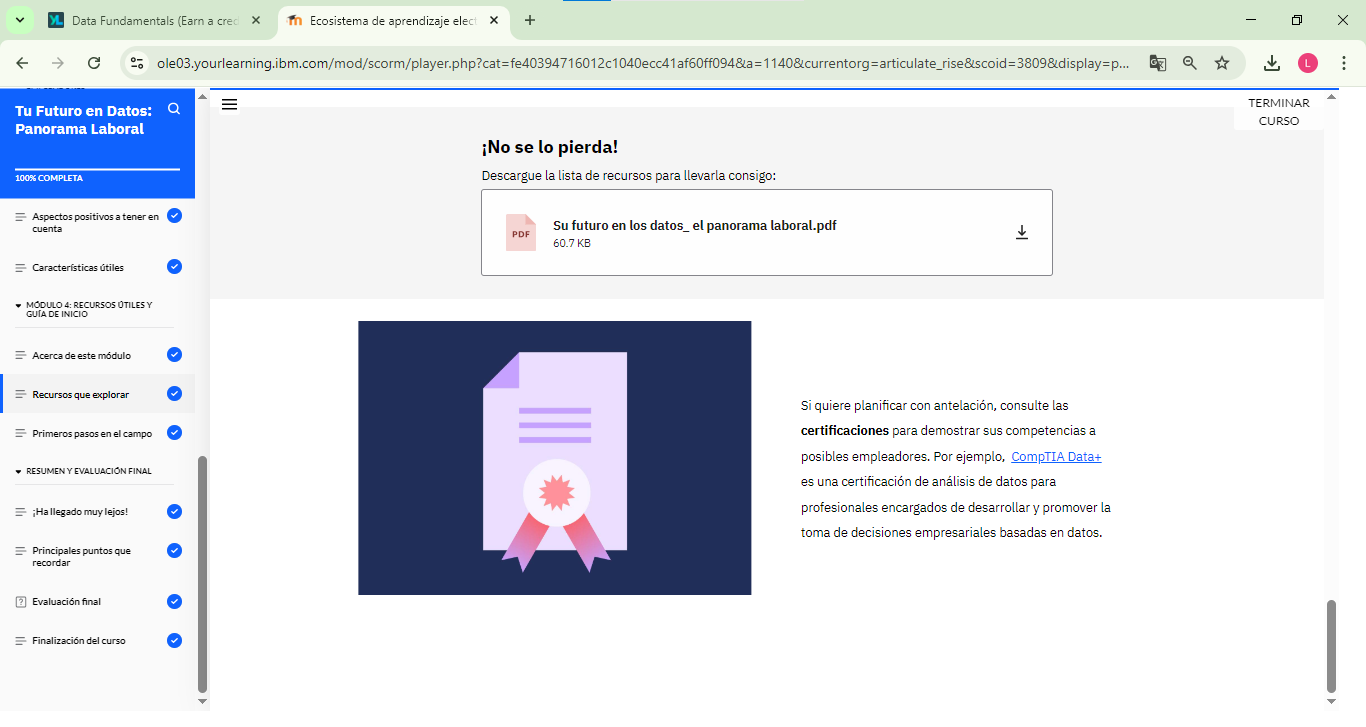 Data Fundamentals (Earn a cred
Ecosistema de aprendizaje elect
ole03.yourlearning.ibm.com/mod/scorm/player.php?cat=fe40394716012c1040ecc41af60ff094&a=1140&currentorg=articulate_rise&scoid=3809&display=p...
L
Tu Futuro en Datos:
Panorama Laboral
100% COMPLETA
Aspectos positivos a tener en
cuenta
Características útiles
MÓDULO 4: RECURSOS ÚTILES Y
GUÍA DE INICIO
Acerca de este módulo
Recursos que explorar
Primeros pasos en el campo
RESUMEN Y EVALUACIÓN FINAL
¡Ha llegado muy lejos!
Principales puntos que
recordar
Evaluación final
Finalización del curso
TERMINAR
CURSO
¡No se lo pierda!
Descargue la lista de recursos para llevarla consigo:
PDF
Su futuro en los datos_ el panorama laboral.pdf
60.7 KB
Si quiere planificar con antelación, consulte las
certificaciones para demostrar sus competencias a
posibles empleadores. Por ejemplo, CompTIA Data+
es una certificación de análisis de datos para
profesionales encargados de desarrollar y promover la
toma de decisiones empresariales basadas en datos.